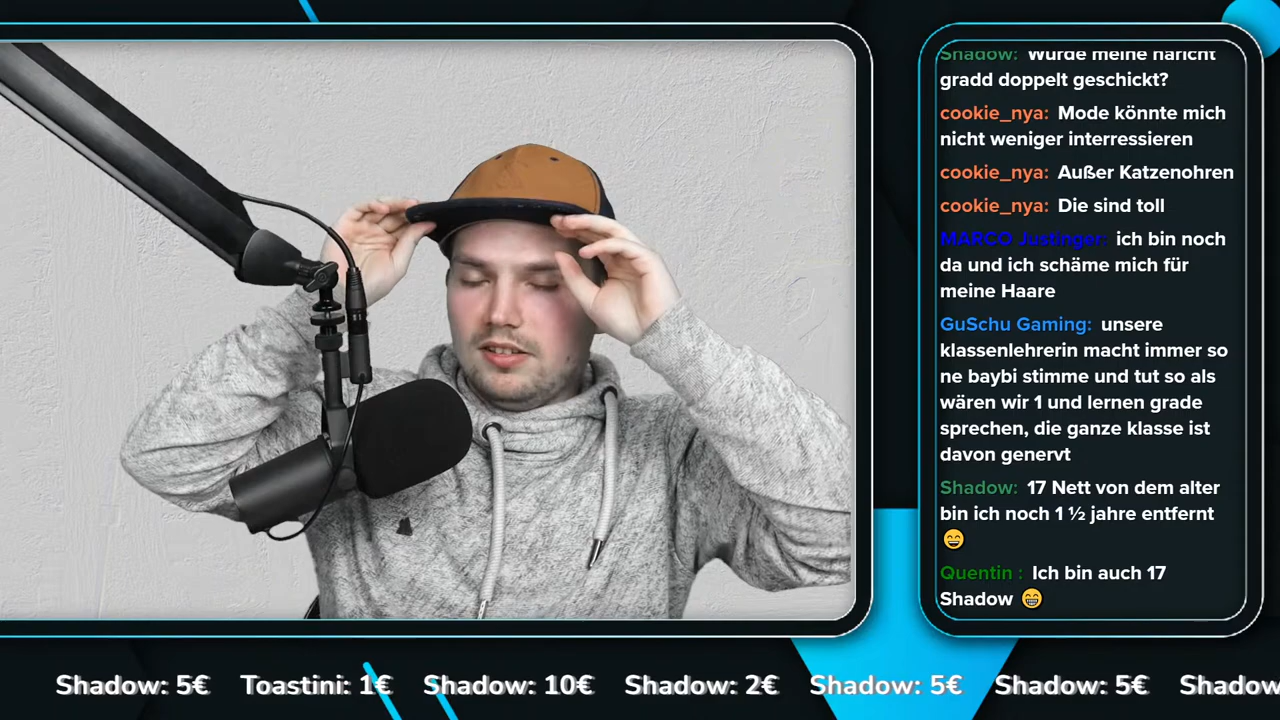 Shadow: Wurde meine naricht
gradd doppelt geschickt?
cookie_nya: Mode könnte mich
nicht weniger interressieren
cookie_nya: Außer Katzenohren
cookie_nya: Die sind toll
MARCO Justinger: ich bin noch
da und ich schäme mich für
meine Haare
GuSchu Gaming: unsere
klassenlehrerin macht immer so
ne baybi stimme und tut so als
wären wir 1 und lernen grade
sprechen, die ganze klasse ist
davon genervt
Shadow: 17 Nett von dem alter
bin ich noch 1 ½ jahre entfernt
😄
Quentin : Ich bin auch 17
Shadow 😁
Shadow: 5€ Toastini: 1€ Shadow: 10€ Shadow: 2€ Shadow: 5€ Shadow: 5€ Shadow